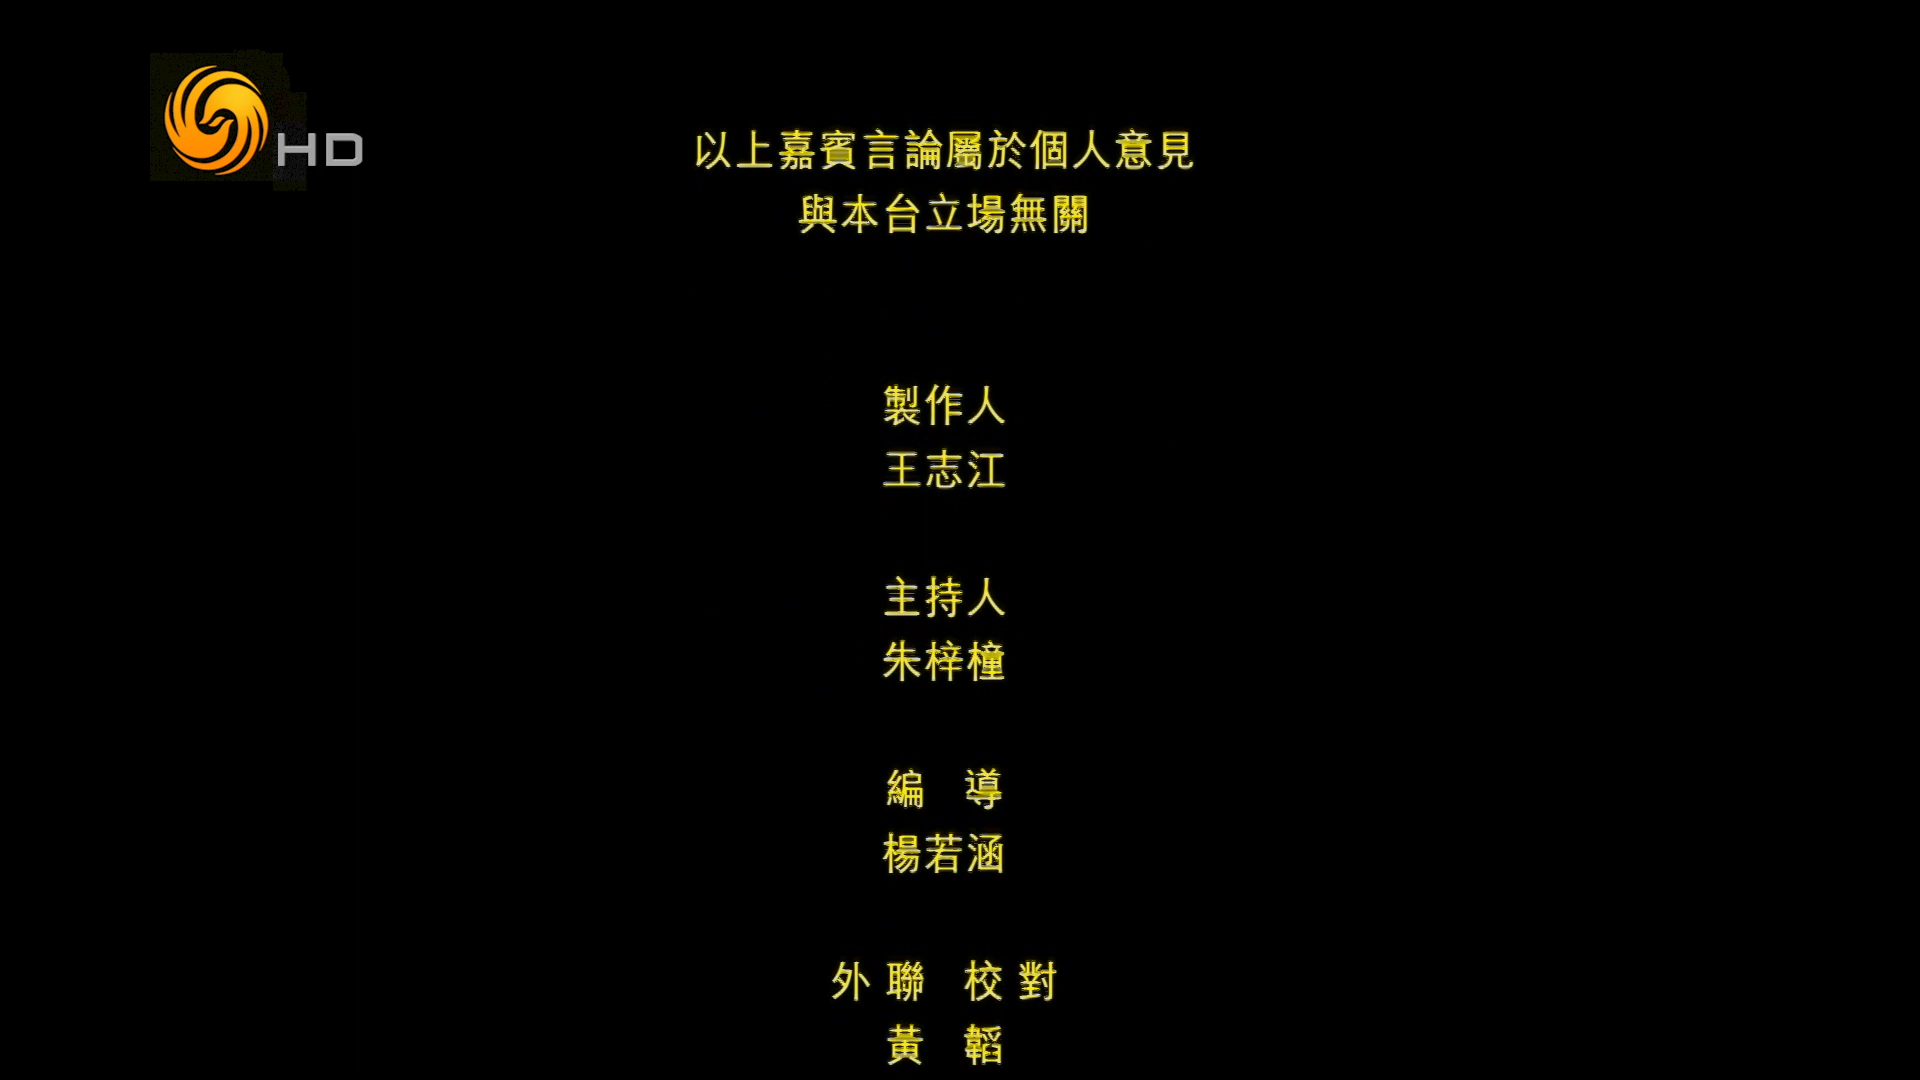 HD
以上嘉賓言論屬於個人意見
與本台立場無關
製作人
王志江
主持人
朱梓橦
編 導
楊若涵
外聯 校對
黃 韜